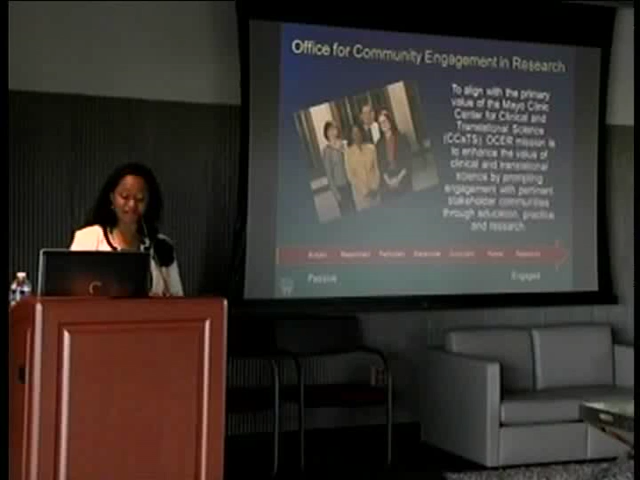 Office for Community Engagement in Research
To align with the primary
value of the Mayo Clinic
Center for Clinical and
Translational Science
(CCaTS) OCER mission is
to enhance the value of
clinical and translational
science by prompting
engagement with pertinent
stakeholder communities
through education, practice
and research.
Passive Engaged